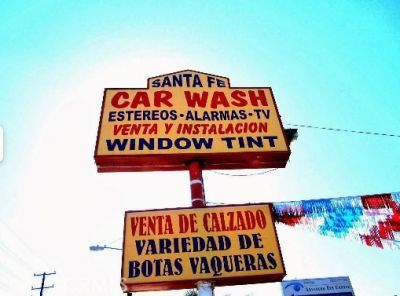 SANTA FE
CAR WASH
ESTEREOS•ALARMAS•TV
VENTA Y INSTALACION
WINDOW TINT
VENTA DE CALZADO
VARIEDAD DE
BOTAS VAQUERAS